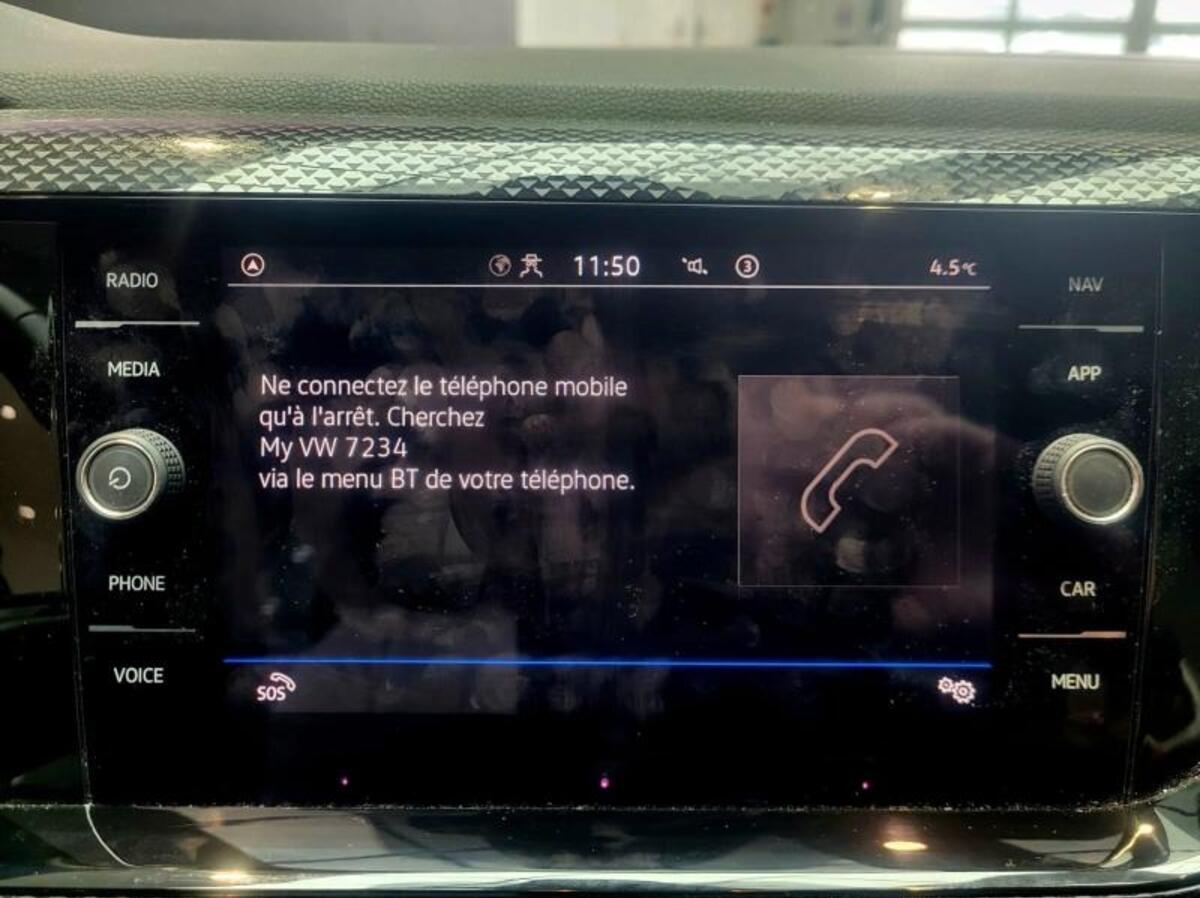 RADIO
MEDIA
PHONE
VOICE
11:50
3
4.5°C
Ne connectez le téléphone mobile
qu'à l'arrêt. Cherchez
My VW 7234
via le menu BT de votre téléphone.
SOS
NAV
APP
CAR
MENU